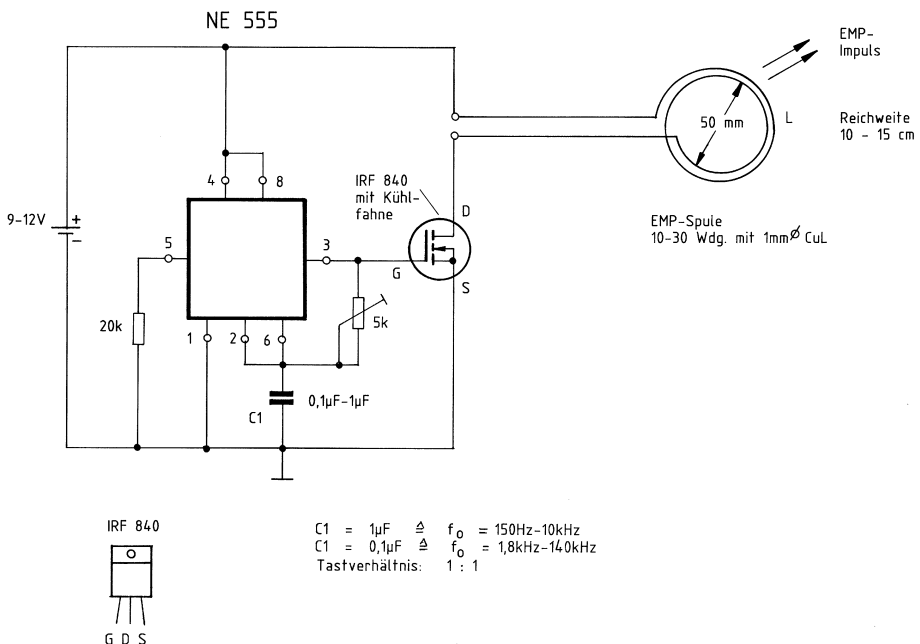 NE 555
EMP-
Impuls
50 mm
L
Reichweite
10 - 15 cm
4
8
IRF 840
mit Kühl-
fahne
D
9-12V
+
-
5
3
G
S
EMP-Spule
10-30 Wdg. mit 1mm Ø CuL
20k
1
2
6
5k
0,1µF-1µF
C1
IRF 840
G D S
C1 = 1µF ≙ fo = 150Hz-10kHz
C1 = 0,1µF ≙ fo = 1,8kHz-140kHz
Tastverhältnis: 1 : 1